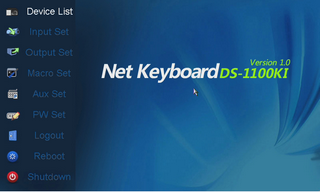 Device List
Input Set
Output Set
Macro Set
Aux Set
PW Set
Logout
Reboot
Shutdown
Version 1.0
Net Keyboard DS-1100KI